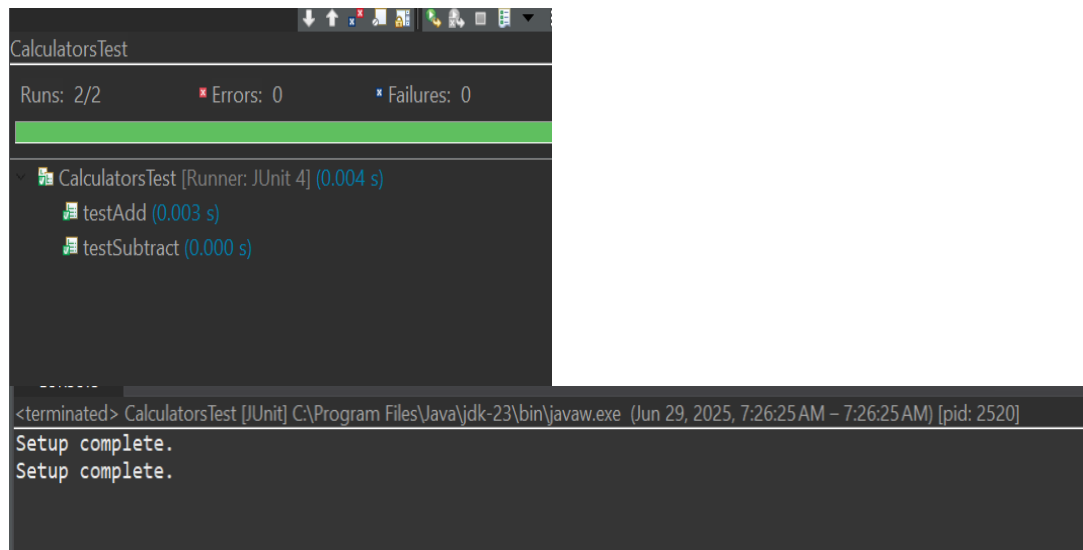 CalculatorsTest
Runs: 2/2 Errors: 0 Failures: 0
CalculatorsTest [Runner: JUnit 4] (0.004 s)
testAdd (0.003 s)
testSubtract (0.000 s)
<terminated> CalculatorsTest [JUnit] C:\Program Files\Java\jdk-23\bin\javaw.exe (Jun 29, 2025, 7:26:25 AM – 7:26:25 AM) [pid: 2520]
Setup complete.
Setup complete.